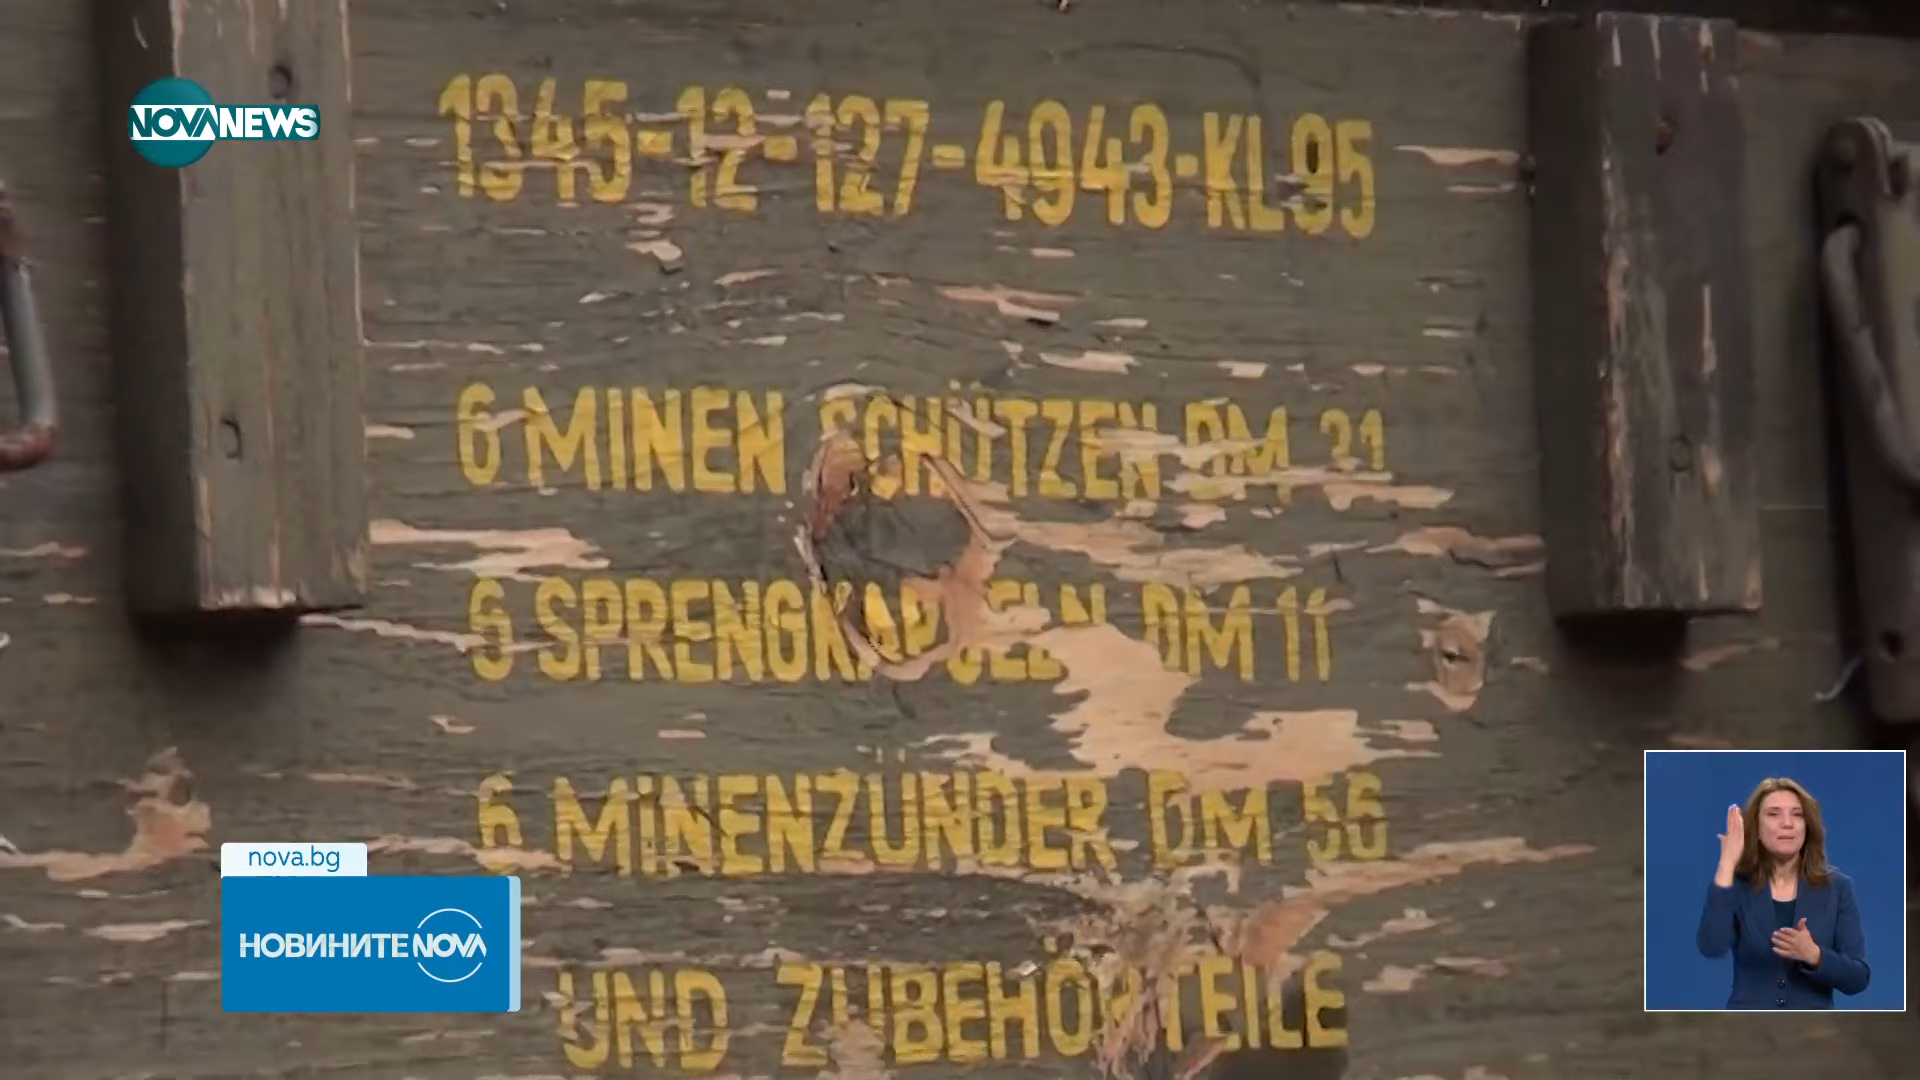 1345-12-127-4943-KL95
NOVANEWS
6 MINEN SCHÜTZEN DM 31
6 SPRENGKAPSELN DM 11
6 MINENZÜNDER DM 56
nova.bg
НОВИНИТЕ NOVA
UND ZUBEHÖRTEILE